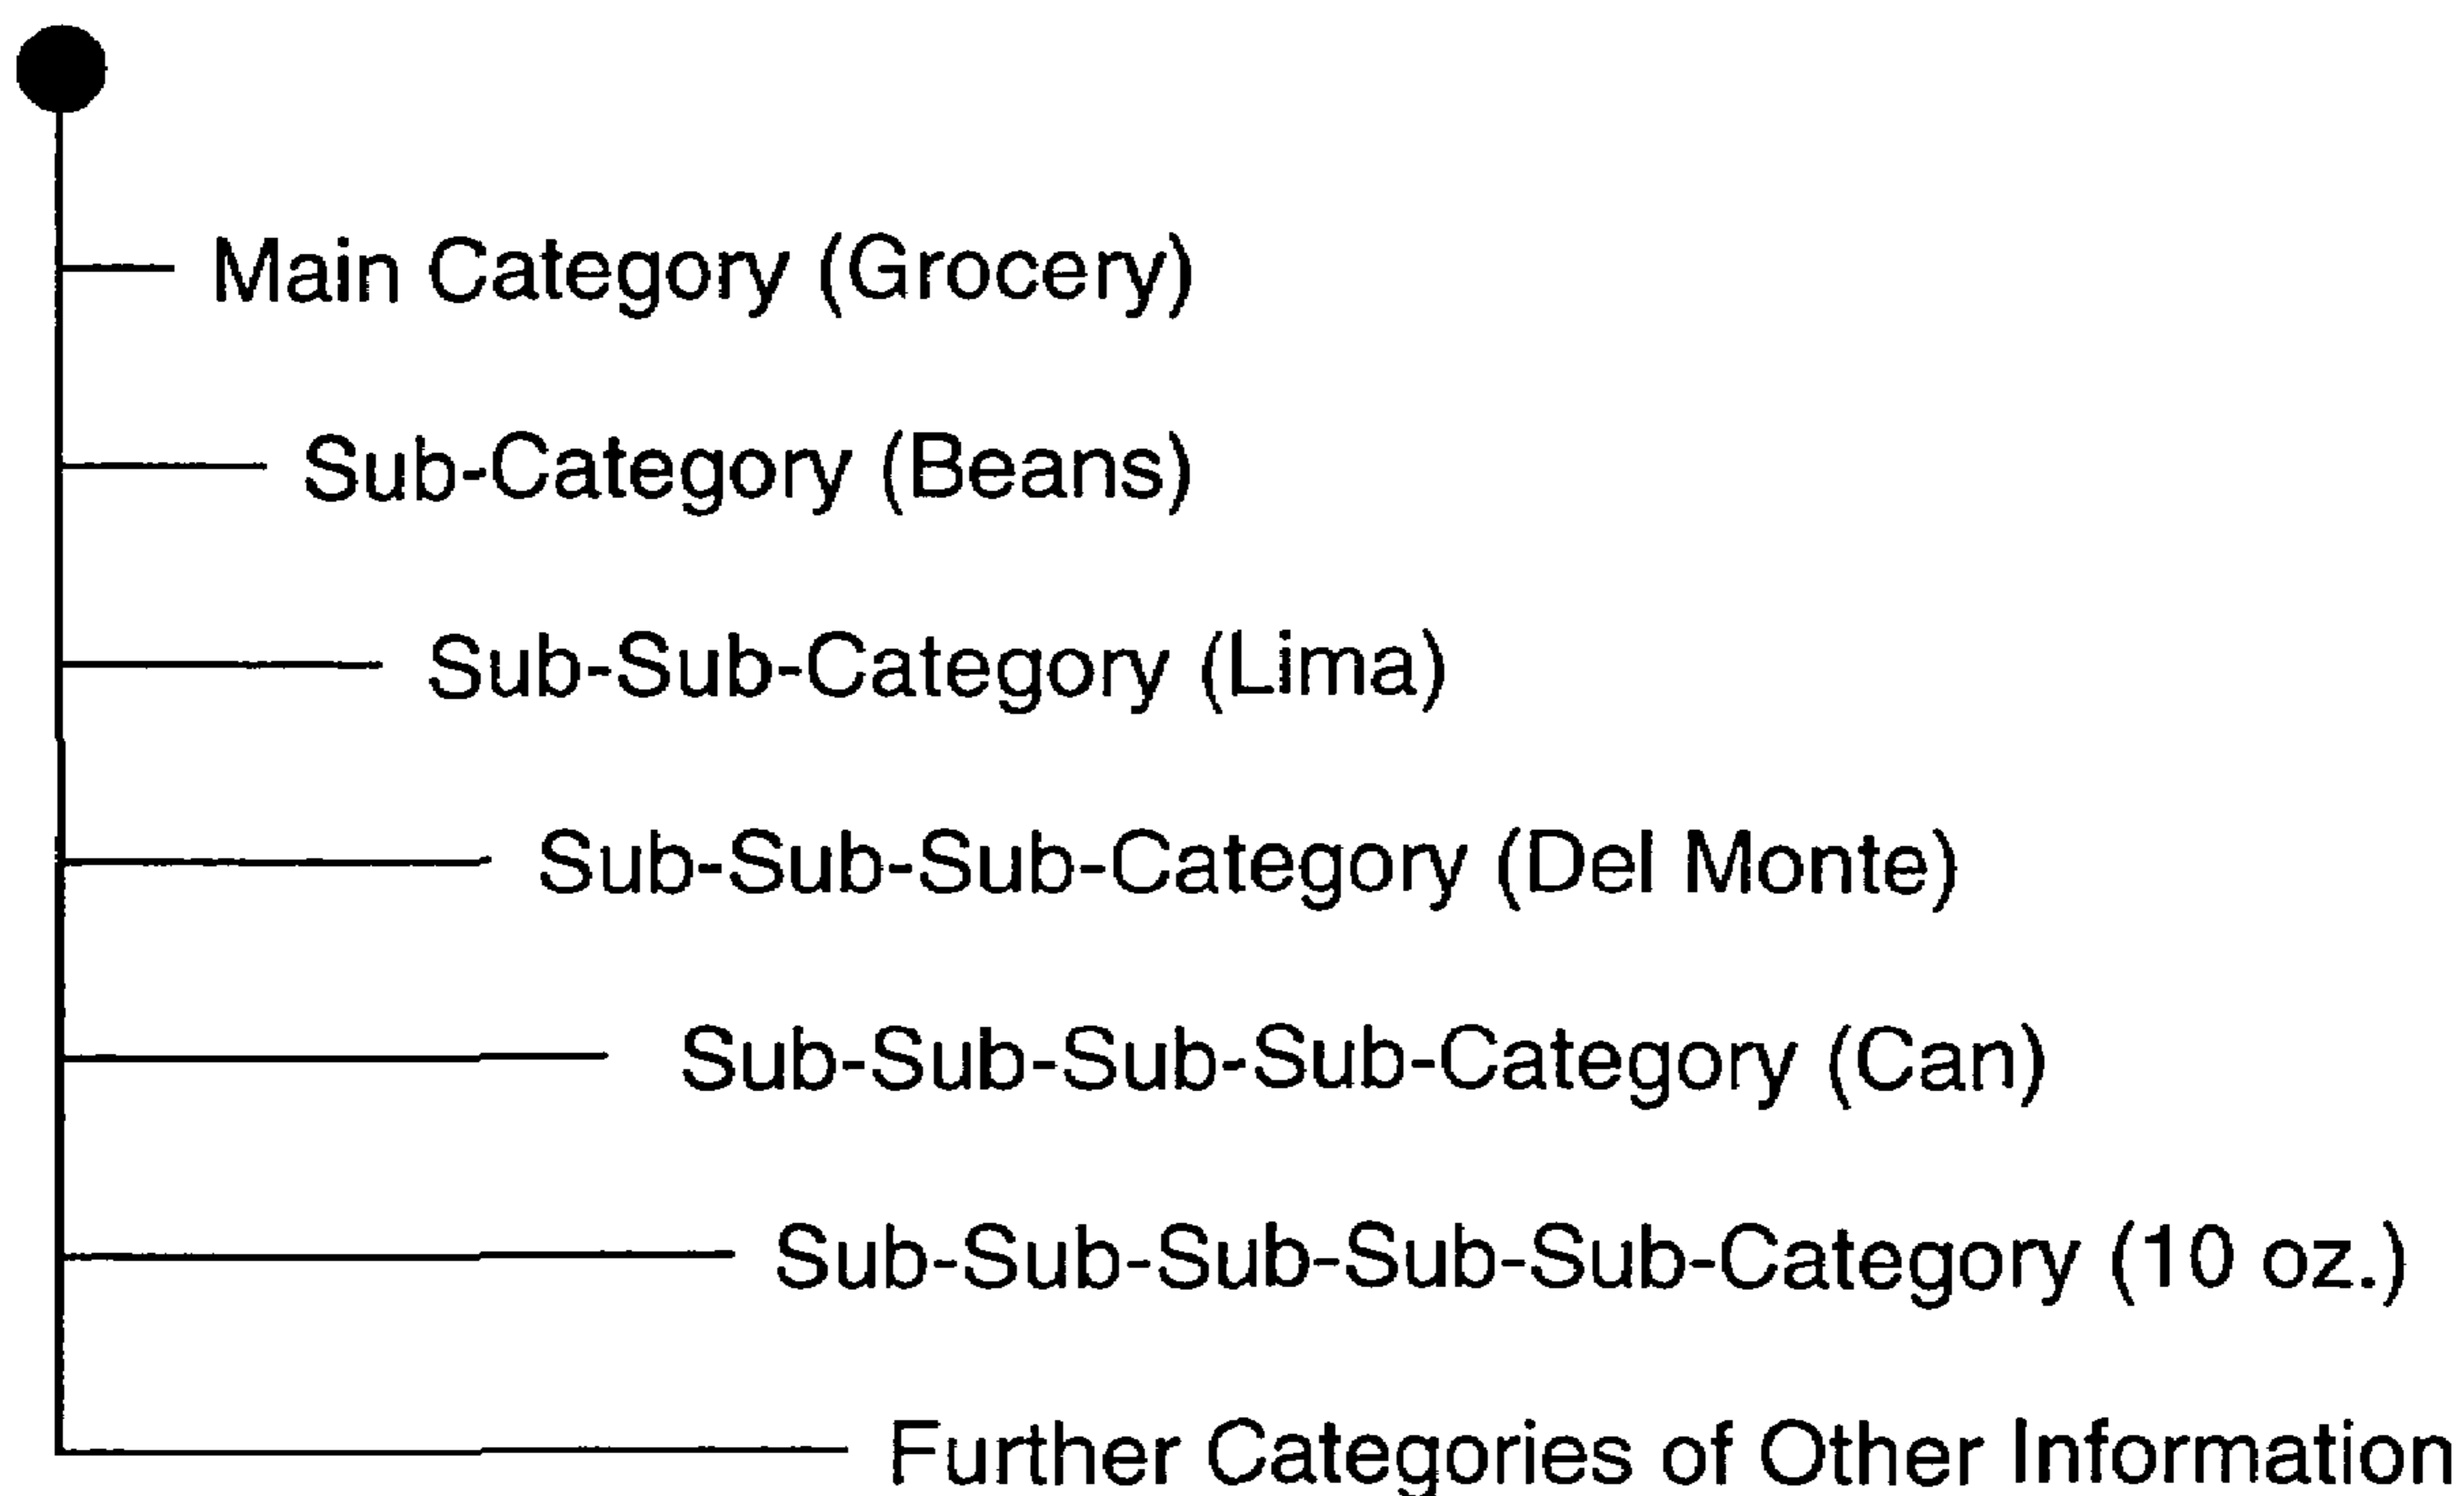 Main Category (Grocery)
Sub-Category (Beans)
Sub-Sub-Category (Lima)
Sub-Sub-Sub-Category (Del Monte)
Sub-Sub-Sub-Sub-Category (Can)
Sub-Sub-Sub-Sub-Sub-Category (10 oz.)
Further Categories of Other Information